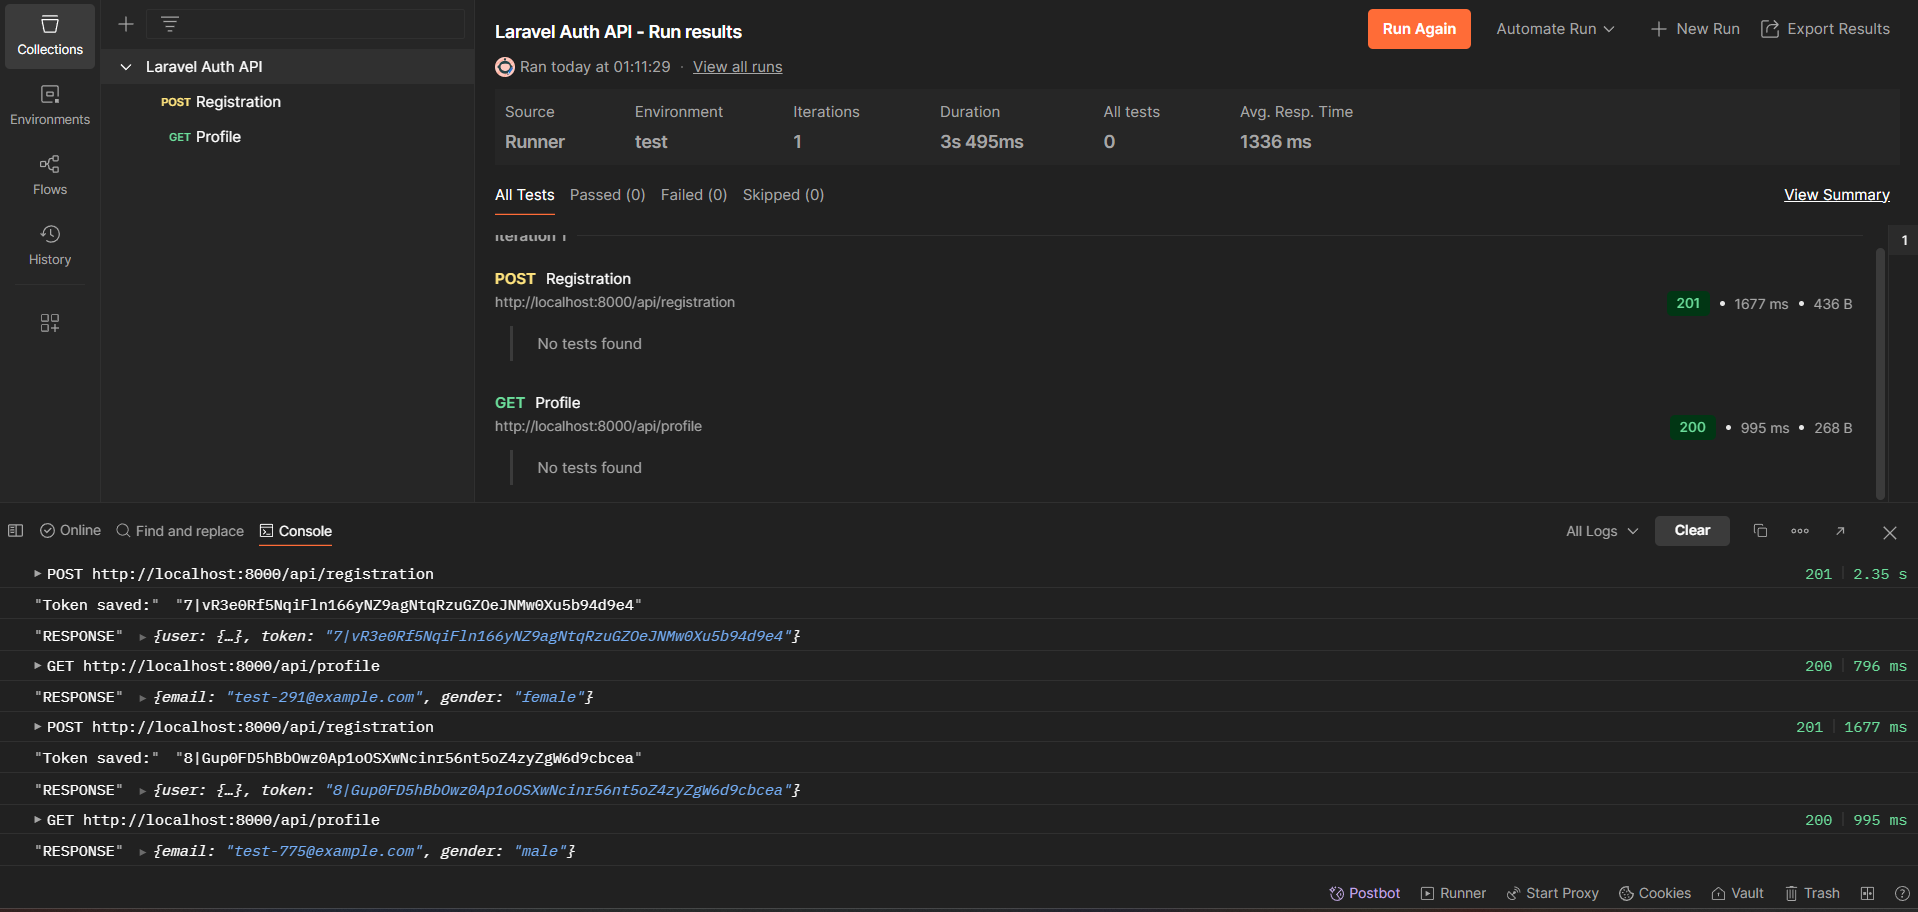 Collections
Environments
Flows
History
Laravel Auth API
POST Registration
GET Profile
Laravel Auth API - Run results
Run Again
Automate Run
New Run
Export Results
Ran today at 01:11:29 · View all runs
Source Environment Iterations Duration All tests Avg. Resp. Time
Runner test 1 3s 495ms 0 1336 ms
All Tests Passed (0) Failed (0) Skipped (0) View Summary
Iteration 1
1
POST Registration
http://localhost:8000/api/registration
201 • 1677 ms • 436 B
No tests found
GET Profile
http://localhost:8000/api/profile
200 • 995 ms • 268 B
No tests found
Online Find and replace Console All Logs Clear
POST http://localhost:8000/api/registration 201 | 2.35 s
"Token saved:" "7|vR3e0Rf5NqiFln166yNZ9agNtqRzuGZOeJNMw0Xu5b94d9e4"
"RESPONSE" {user: {…}, token: "7|vR3e0Rf5NqiFln166yNZ9agNtqRzuGZOeJNMw0Xu5b94d9e4"}
GET http://localhost:8000/api/profile 200 | 796 ms
"RESPONSE" {email: "test-291@example.com", gender: "female"}
POST http://localhost:8000/api/registration 201 | 1677 ms
"Token saved:" "8|Gup0FD5hBbOwz0Ap1oOSXwNcinr56nt5oZ4zyZgW6d9cbcea"
"RESPONSE" {user: {…}, token: "8|Gup0FD5hBbOwz0Ap1oOSXwNcinr56nt5oZ4zyZgW6d9cbcea"}
GET http://localhost:8000/api/profile 200 | 995 ms
"RESPONSE" {email: "test-775@example.com", gender: "male"}
Postbot Runner Start Proxy Cookies Vault Trash